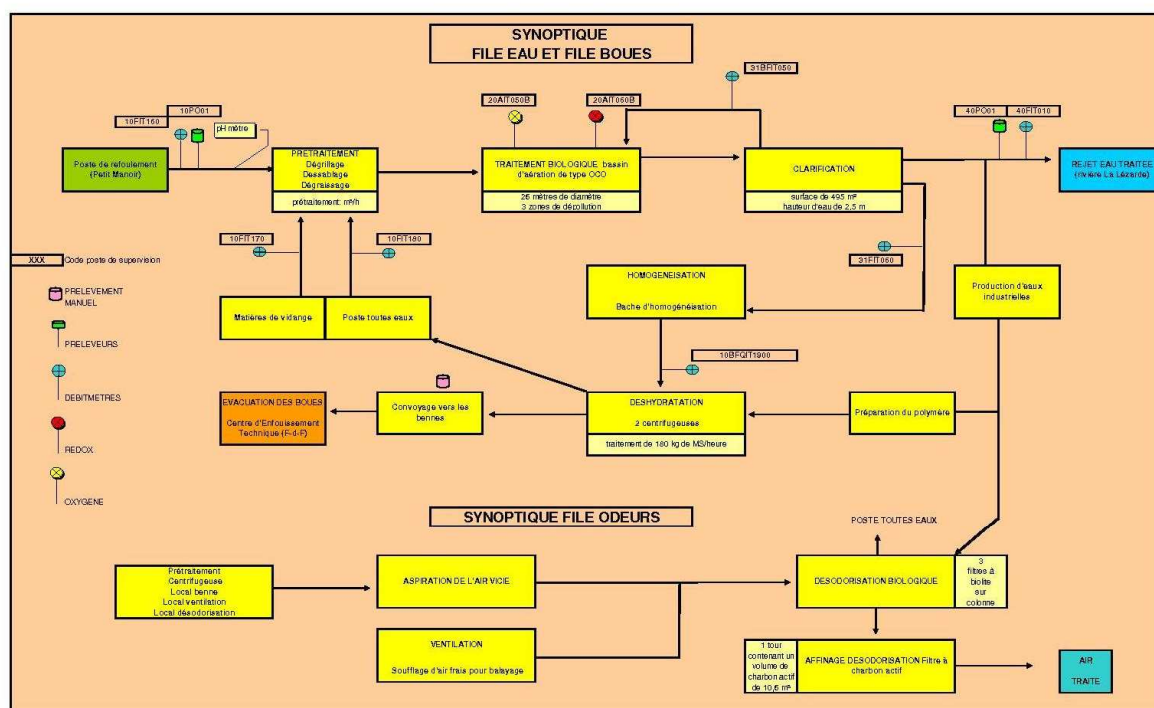 SYNOPTIQUE
FILE EAU ET FILE BOUES
31BFIT050
10PO01
10FIT160
pH mètre
20AIT050B
20AIT060B
40PO01
40FIT010
Poste de refoulement
(Petit Manoir)
PRETRAITEMENT
Dégrillage
Dessablage
Dégraissage
prétraitement: m³/h
TRAITEMENT BIOLOGIQUE bassin
d'aération de type OCO
26 mètres de diamètre
3 zones de dépollution
CLARIFICATION
surface de 495 m²
hauteur d'eau de 2.5 m
REJET EAU TRAITEE
(rivière La Lézarde)
10FIT170
10FIT180
31FIT060
XXX
Code poste de supervision
PRELEVEMENT
MANUEL
PRELEVEURS
DEBITMETRES
REDOX
OXYGENE
Matières de vidange
Poste toutes eaux
HOMOGENEISATION
Bache d'homogénéisation
Production d'eaux
industrielles
10BFQIT1900
EVACUATION DES BOUES
Centre d'Enfouissement
Technique (F-d-F)
Convoyage vers les
bennes
DESHYDRATATION
2 centrifugeuses
traitement de 180 kg de MS/heure
Préparation du polymère
SYNOPTIQUE FILE ODEURS
POSTE TOUTES EAUX
Prétraitement
Centrifugeuse
Local benne
Local ventilation
Local désodorisation
ASPIRATION DE L'AIR VICIE
DESODORISATION BIOLOGIQUE
3
filtres à
biolite
sur
colonne
VENTILATION
Soufflage d'air frais pour balayage
1 tour
contenant un
volume de
charbon actif
de 10,6 m³
AFFINAGE DESODORISATION Filtre à
charbon actif
AIR
TRAITE